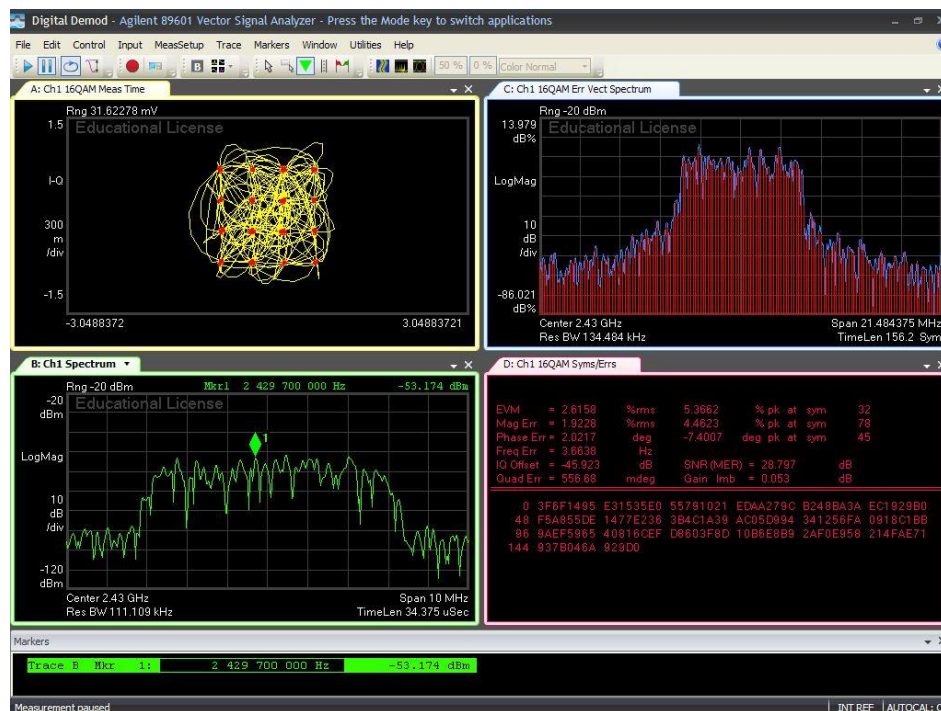 Digital Demod - Agilent 89601 Vector Signal Analyzer - Press the Mode key to switch applications
File Edit Control Input MeasSetup Trace Markers Window Utilities Help
B 50 % 0 % Color Normal
A: Ch1 16QAM Meas Time
Rng 31.62278 mV
1.5 Educational License
I-Q
300
m
/div
-1.5
-3.0488372 3.04883721
C: Ch1 16QAM Err Vect Spectrum
Rng -20 dBm
13.979 Educational License
dB%
LogMag
10
dB
/div
-86.021
dB%
Center 2.43 GHz Span 21.484375 MHz
Res BW 134.484 kHz TimeLen 156.2 Sym
B: Ch1 Spectrum
Rng -20 dBm Mkr1 2 429 700 000 Hz -53.174 dBm
-20 Educational License
dBm
1
LogMag
10
dB
/div
-120
dBm
Center 2.43 GHz Span 10 MHz
Res BW 111.109 kHz TimeLen 34.375 uSec
D: Ch1 16QAM Syms/Errs
EVM = 2.6158 %rms 5.3662 % pk at sym 32
Mag Err = 1.9228 %rms 4.4623 % pk at sym 78
Phase Err = 2.0217 deg -7.4007 deg pk at sym 45
Freq Err = 3.6638 Hz
IQ Offset = -45.923 dB SNR(MER) = 28.797 dB
Quad Err = 556.68 mdeg Gain Imb = 0.053 dB
0 3F6F1495 E31535E0 55791021 EDAA279C B248BA3A EC1929B0
48 F5A855DE 1477E236 3B4C1A39 AC05D994 341256FA 0918C1BB
96 9AEF5965 40816CEF D8603F8D 10B6E8B9 2AF0E958 214FAE71
144 937B046A 929D0
Markers
Trace B Mkr 1: 2 429 700 000 Hz -53.174 dBm
Measurement paused INT REF AUTOCAL: